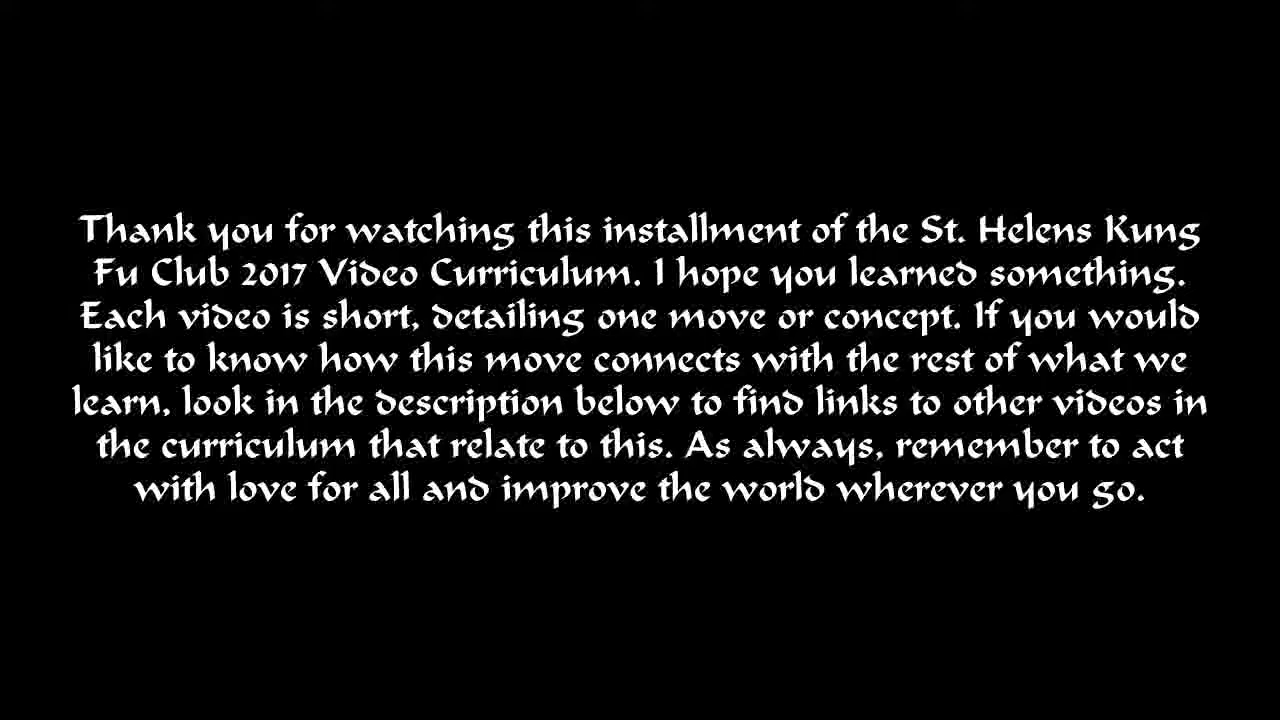 Thank you for watching this installment of the St. Helens Kung
Fu Club 2017 Video Curriculum. I hope you learned something.
Each video is short, detailing one move or concept. If you would
like to know how this move connects with the rest of what we
learn, look in the description below to find links to other videos in
the curriculum that relate to this. As always, remember to act
with love for all and improve the world wherever you go.